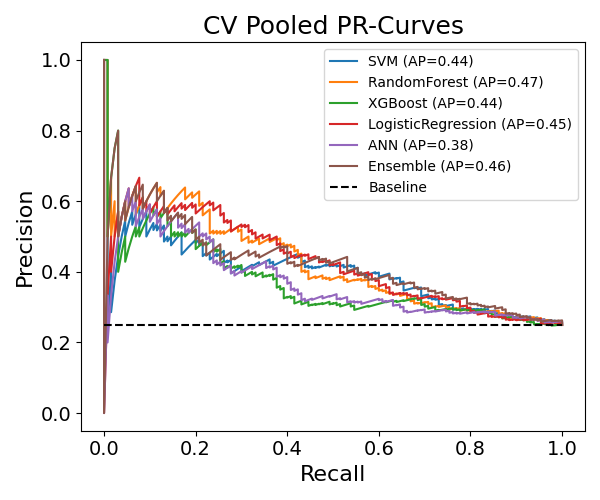 CV Pooled PR-Curves
Precision
1.0
0.8
0.6
0.4
0.2
0.0
SVM (AP=0.44)
RandomForest (AP=0.47)
XGBoost (AP=0.44)
LogisticRegression (AP=0.45)
ANN (AP=0.38)
Ensemble (AP=0.46)
Baseline
0.0 0.2 0.4 0.6 0.8 1.0
Recall